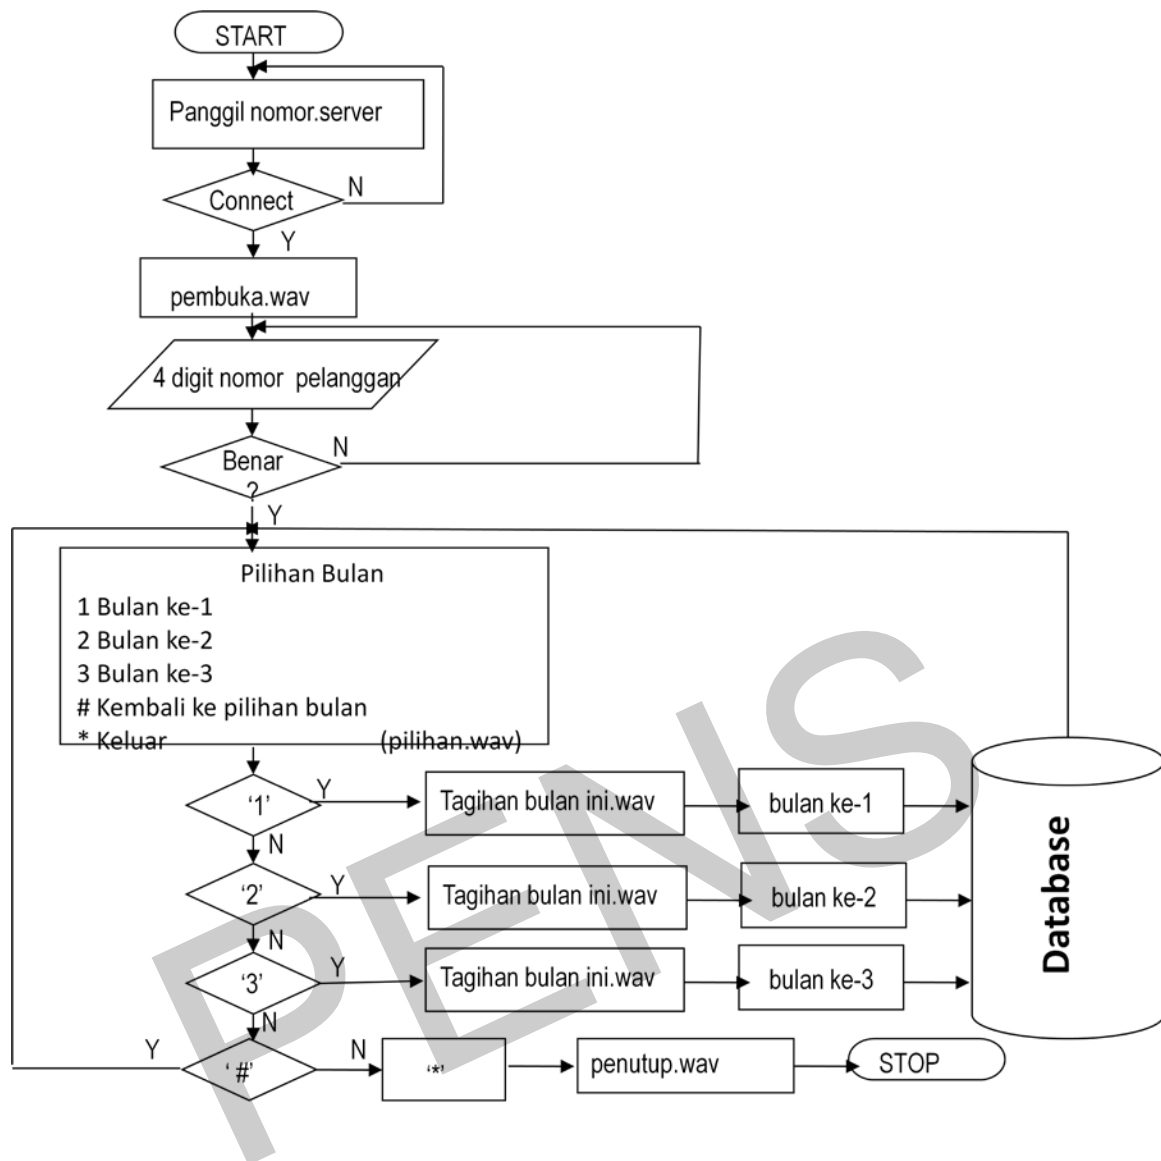 START
Panggil nomor.server
Connect
N
Y
pembuka.wav
4 digit nomor pelanggan
Benar
?
N
Y
Pilihan Bulan
1 Bulan ke-1
2 Bulan ke-2
3 Bulan ke-3
# Kembali ke pilihan bulan
* Keluar (pilihan.wav)
‘1’
Y
Tagihan bulan ini.wav
bulan ke-1
N
‘2’
Y
Tagihan bulan ini.wav
bulan ke-2
N
‘3’
Y
Tagihan bulan ini.wav
bulan ke-3
N
Database
Y
‘ #’
N
‘*’
penutup.wav
STOP
PENS